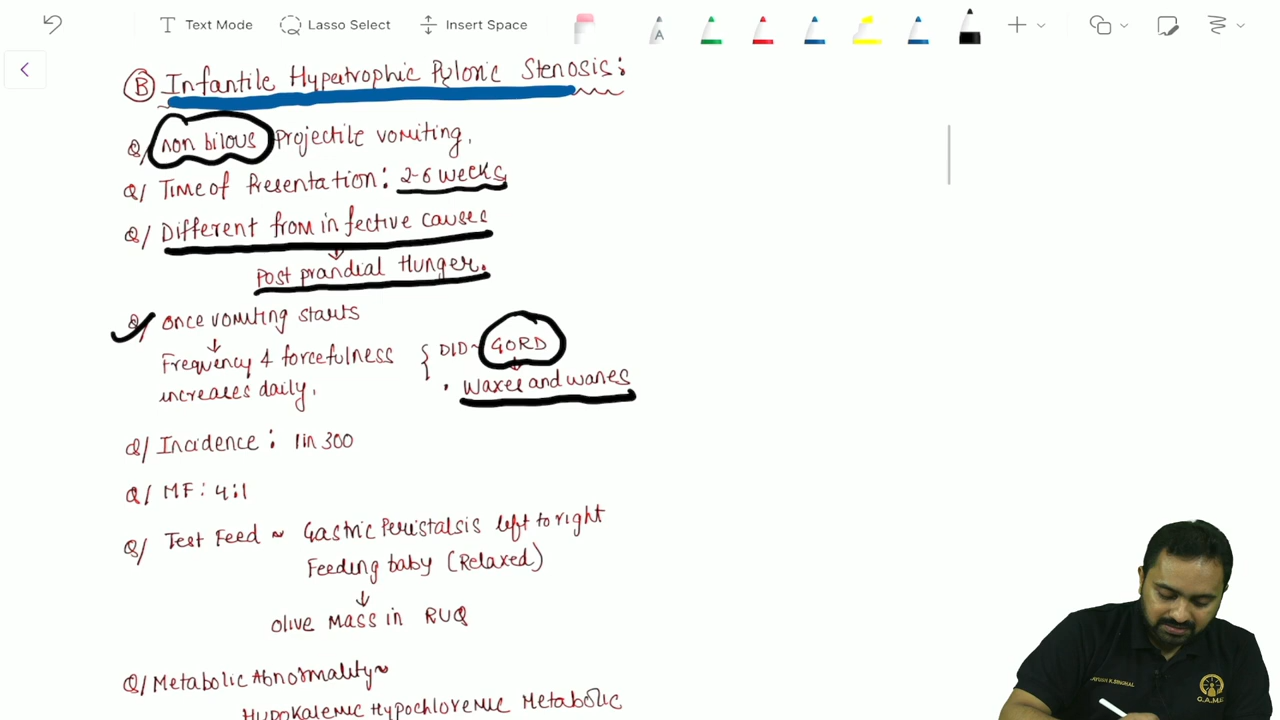 Text Mode
Lasso Select
Insert Space
A
B Infantile Hypertrophic Pyloric Stenosis:
Q/ non bilous Projectile vomiting.
Q/ Time of Presentation: 2-6 weeks
Q/ Different from infective causes
Post prandial Hunger.
Q/ Once vomiting starts
Frequency & forcefulness increases daily.
D/D ~ GORD
Waxes and wanes
Q/ Incidence: 1 in 300
Q/ MF: 4:1
Q/ Test Feed ~ Gastric Peristalsis left to right
Feeding baby (Relaxed)
Olive Mass in RUQ
Q/ Metabolic Abnormality ~
Hypokalemic Hypochloremic Metabolic
O.A.M.S